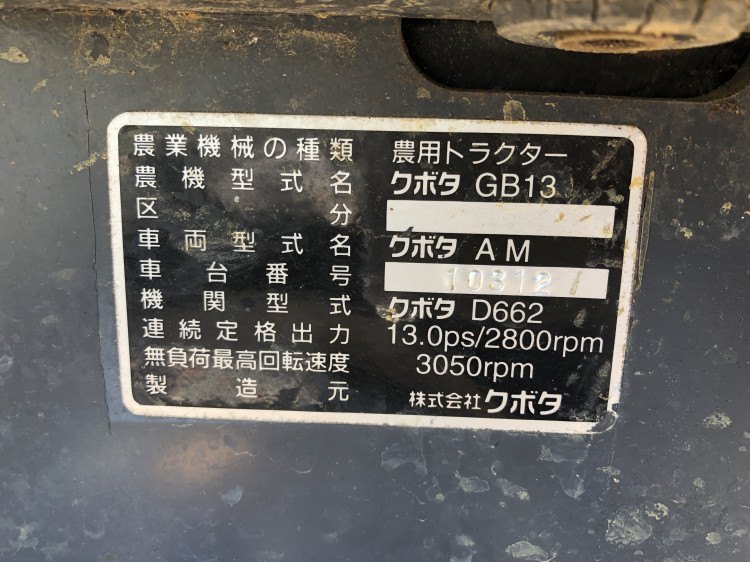 農業機械の種類 農用トラクター
農機型式名 クボタ GB13
区分
車両型式名 クボタ AM
車台番号 10312
機関型式 クボタ D662
連続定格出力 13.0ps/2800rpm
無負荷最高回転速度 3050rpm
製造元 株式会社クボタ